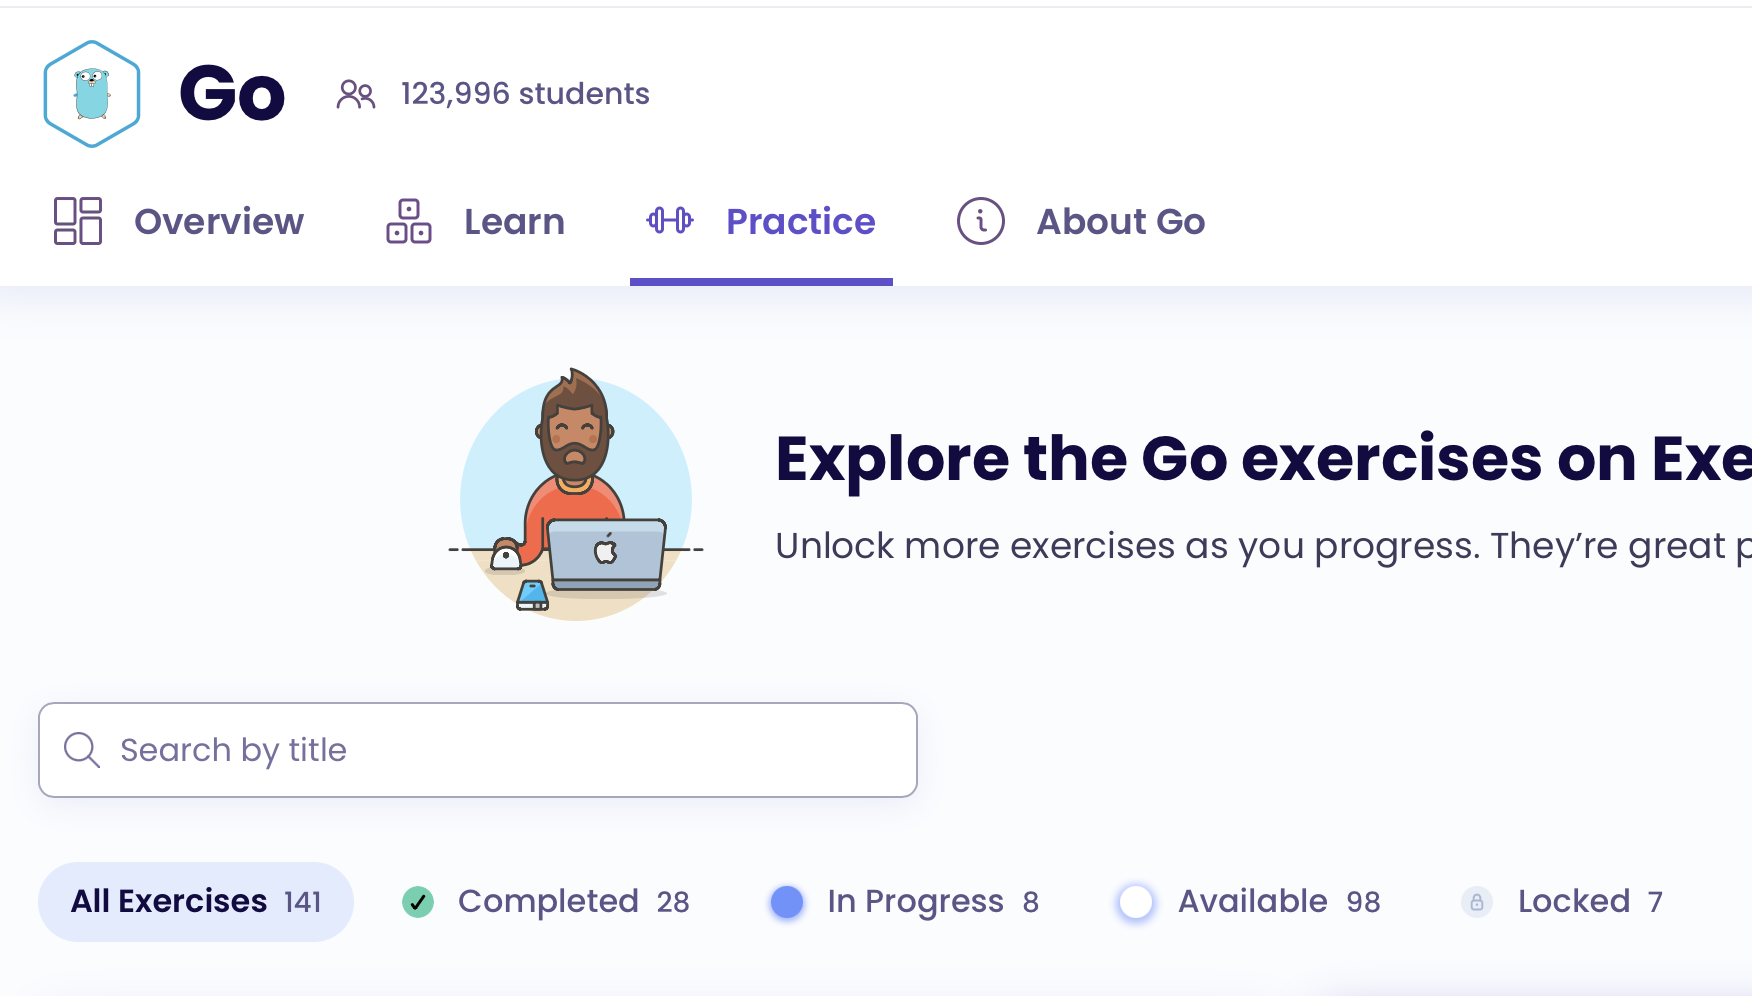 Go 123,996 students
Overview Learn Practice About Go
Explore the Go exercises on Exe
Unlock more exercises as you progress. They’re great p
Search by title
All Exercises 141 Completed 28 In Progress 8 Available 98 Locked 7